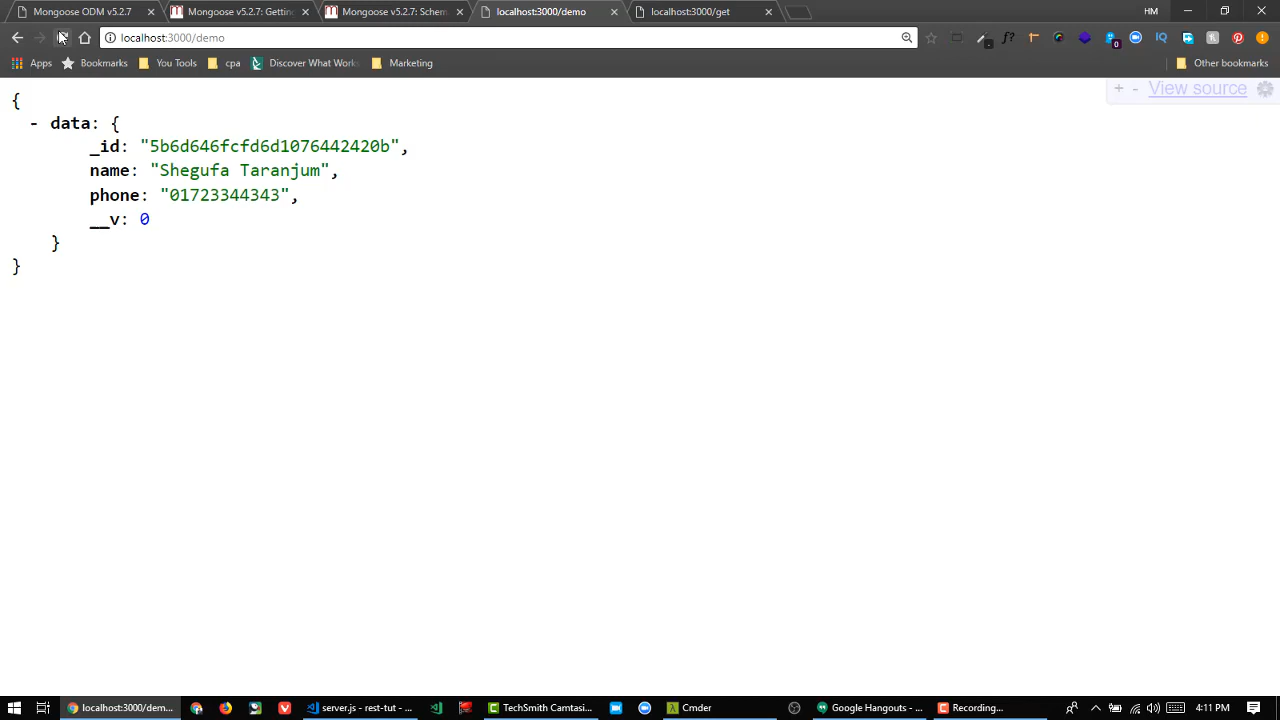 Mongoose ODM v5.2.7 Mongoose v5.2.7: Getting Mongoose v5.2.7: Schem localhost:3000/demo localhost:3000/get HM
localhost:3000/demo
Apps Bookmarks You Tools cpa Discover What Works Marketing Other bookmarks
+ - View source
{
- data: {
_id: "5b6d646fcfd6d1076442420b",
name: "Shegufa Taranjum",
phone: "01723344343",
__v: 0
}
}
localhost:3000/dem... server.js - rest-tut - ... TechSmith Camtasi... Cmder Google Hangouts - ... Recording... 4:11 PM